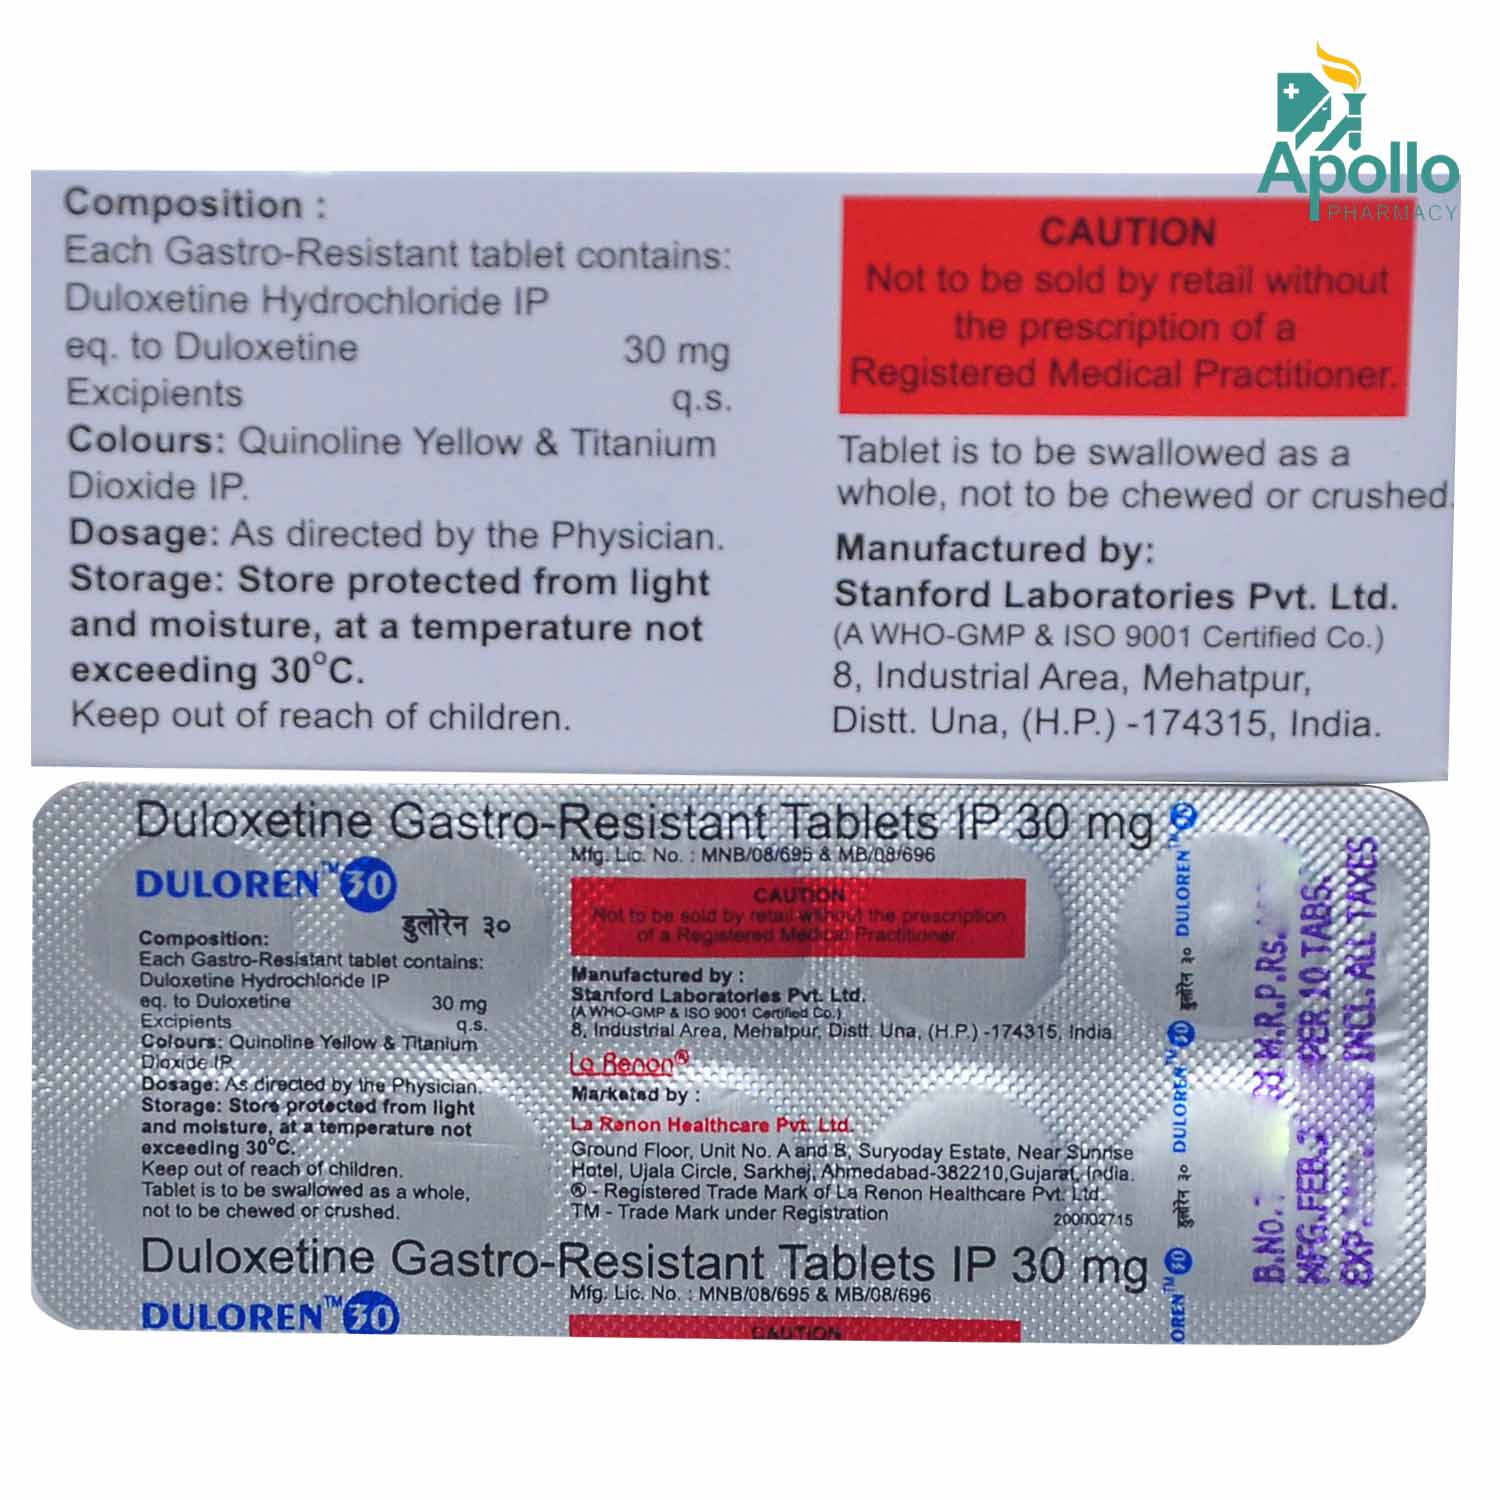 Apollo
PHARMACY
Composition :
Each Gastro-Resistant tablet contains:
Duloxetine Hydrochloride IP
eq. to Duloxetine 30 mg
Excipients q.s.
Colours: Quinoline Yellow & Titanium
Dioxide IP.
Dosage: As directed by the Physician.
Storage: Store protected from light
and moisture, at a temperature not
exceeding 30°C.
Keep out of reach of children.
CAUTION
Not to be sold by retail without
the prescription of a
Registered Medical Practitioner.
Tablet is to be swallowed as a
whole, not to be chewed or crushed.
Manufactured by:
Stanford Laboratories Pvt. Ltd.
(A WHO-GMP & ISO 9001 Certified Co.)
8, Industrial Area, Mehatpur,
Distt. Una, (H.P.) -174315, India.
Duloxetine Gastro-Resistant Tablets IP 30 mg
Mfg. Lic. No. : MNB/08/695 & MB/08/696
DULOREN™ 30
डुलोरेन ३०
Composition:
Each Gastro-Resistant tablet contains:
Duloxetine Hydrochloride IP
eq. to Duloxetine 30 mg
Excipients q.s.
Colours: Quinoline Yellow & Titanium
Dioxide IP.
Dosage: As directed by the Physician.
Storage: Store protected from light
and moisture, at a temperature not
exceeding 30°C.
Keep out of reach of children.
Tablet is to be swallowed as a whole,
not to be chewed or crushed.
CAUTION
Not to be sold by retail without the prescription
of a Registered Medical Practitioner.
Manufactured by :
Stanford Laboratories Pvt. Ltd.
(A WHO-GMP & ISO 9001 Certified Co.)
8, Industrial Area, Mehatpur, Distt. Una, (H.P.) -174315, India
La Renon®
Marketed by :
La Renon Healthcare Pvt. Ltd.
Ground Floor, Unit No. A and B, Suryoday Estate, Near Sunrise
Hotel, Ujala Circle, Sarkhej, Ahmedabad-382210,Gujarat, India.
® - Registered Trade Mark of La Renon Healthcare Pvt. Ltd.
TM - Trade Mark under Registration
200002715
Duloxetine Gastro-Resistant Tablets IP 30 mg
Mfg. Lic. No. : MNB/08/695 & MB/08/696
DULOREN™ 30
CAUTION
OREN™ 30 डुलोरेन ३० DULOREN™ 30 डुलोरेन ३० DULOREN™ 30
B.No. M.R.P.Rs.
MFG.FEB. PER 10 TABS.
EXP INCL. ALL TAXES